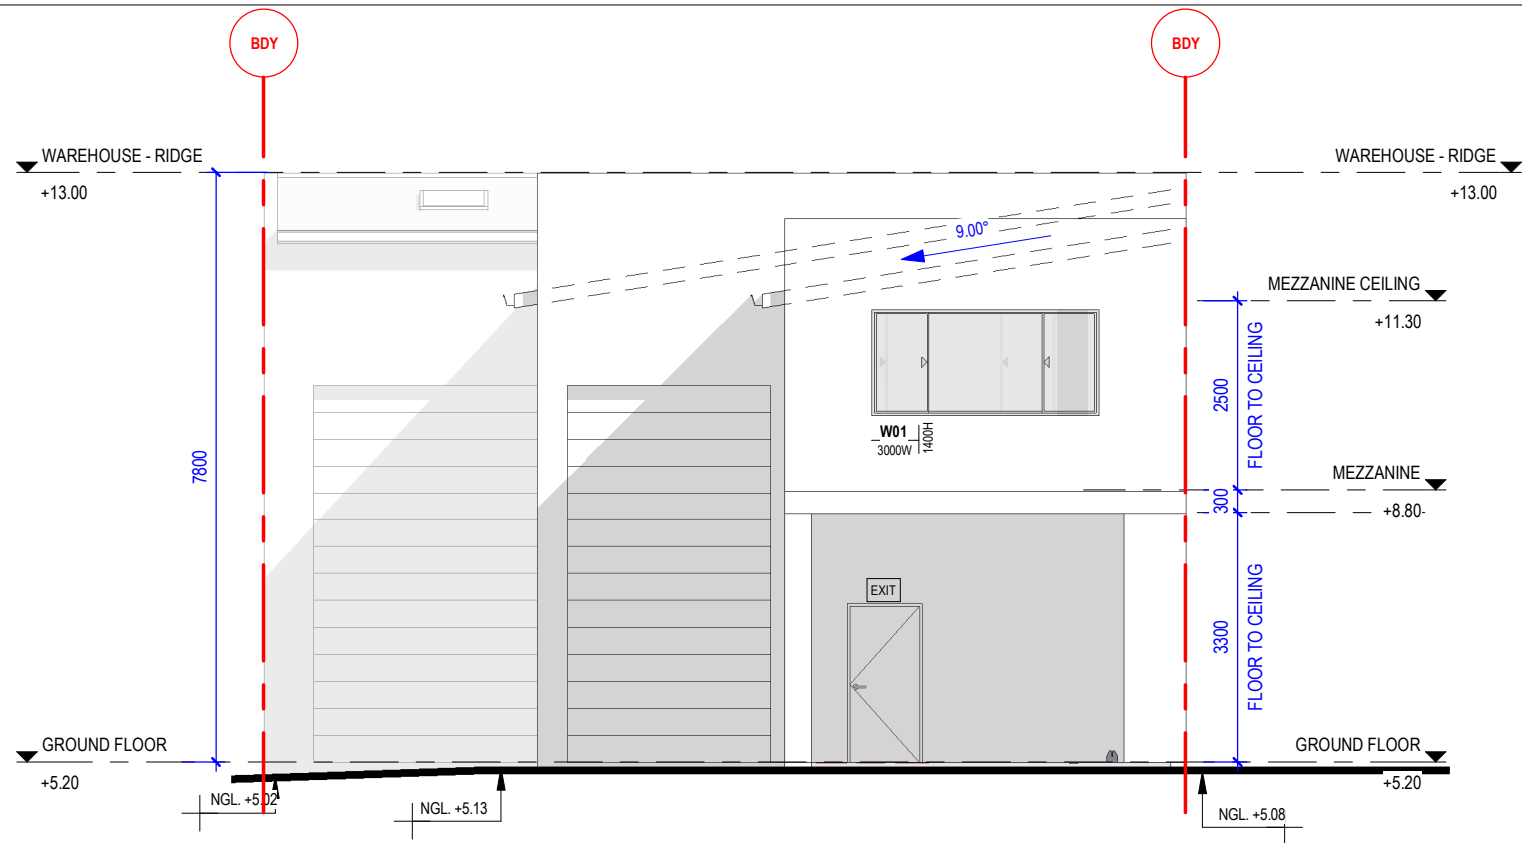 BDY
BDY
WAREHOUSE - RIDGE
+13.00
WAREHOUSE - RIDGE
+13.00
9.00°
MEZZANINE CEILING
+11.30
FLOOR TO CEILING
2500
W01
3000W
1400H
7800
MEZZANINE
+8.80
300
EXIT
3300
FLOOR TO CEILING
GROUND FLOOR
+5.20
GROUND FLOOR
+5.20
NGL. +5.02
NGL. +5.13
NGL. +5.08